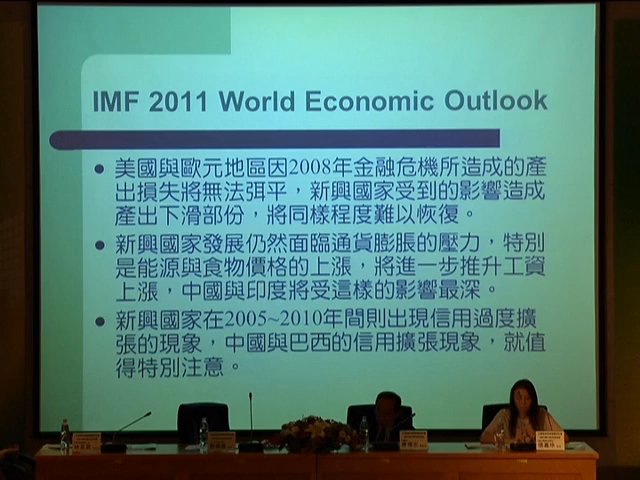 IMF 2011 World Economic Outlook
美國與歐元地區因2008年金融危機所造成的產
出損失將無法弭平，新興國家受到的影響造成
產出下滑部份，將同樣程度難以恢復。
新興國家發展仍然面臨通貨膨脹的壓力，特別
是能源與食物價格的上漲，將進一步推升工資
上漲，中國與印度將受這樣的影響最深。
新興國家在2005~2010年間則出現信用過度擴
張的現象，中國與巴西的信用擴張現象，就值
得特別注意。